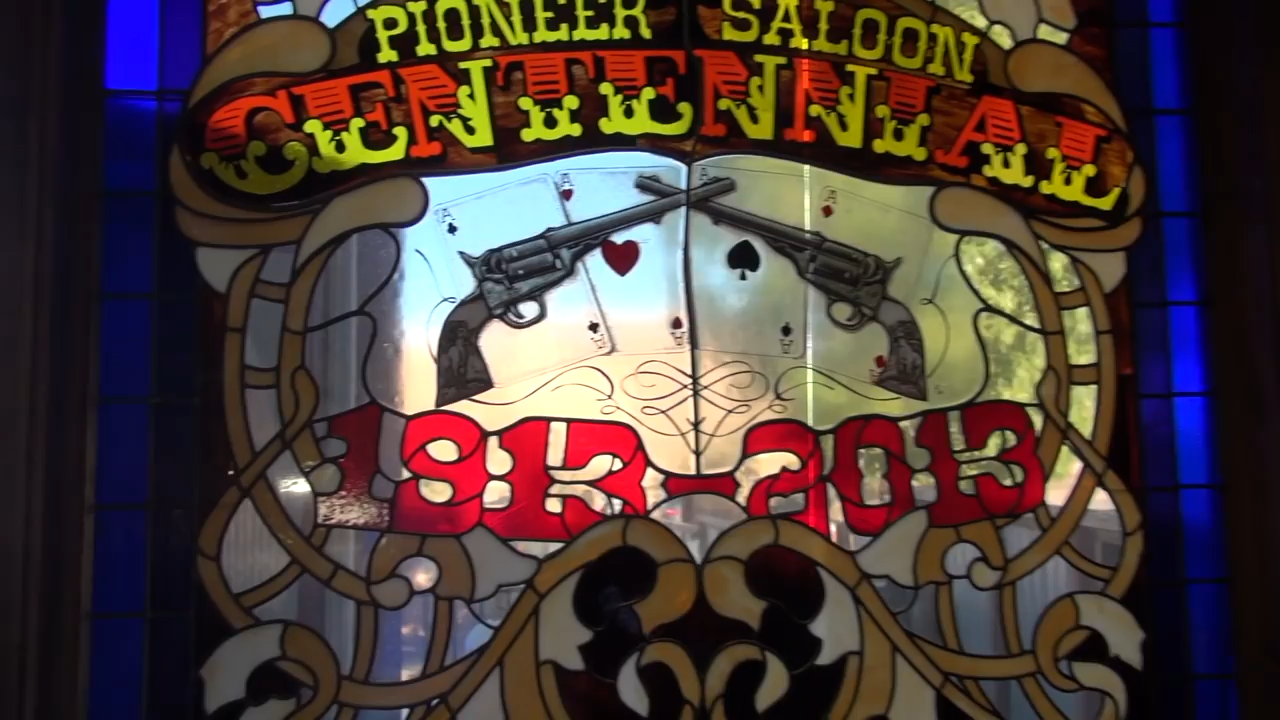 PIONEER SALOON
CENTENNIAL
A A A A
A A A A
1913-2013